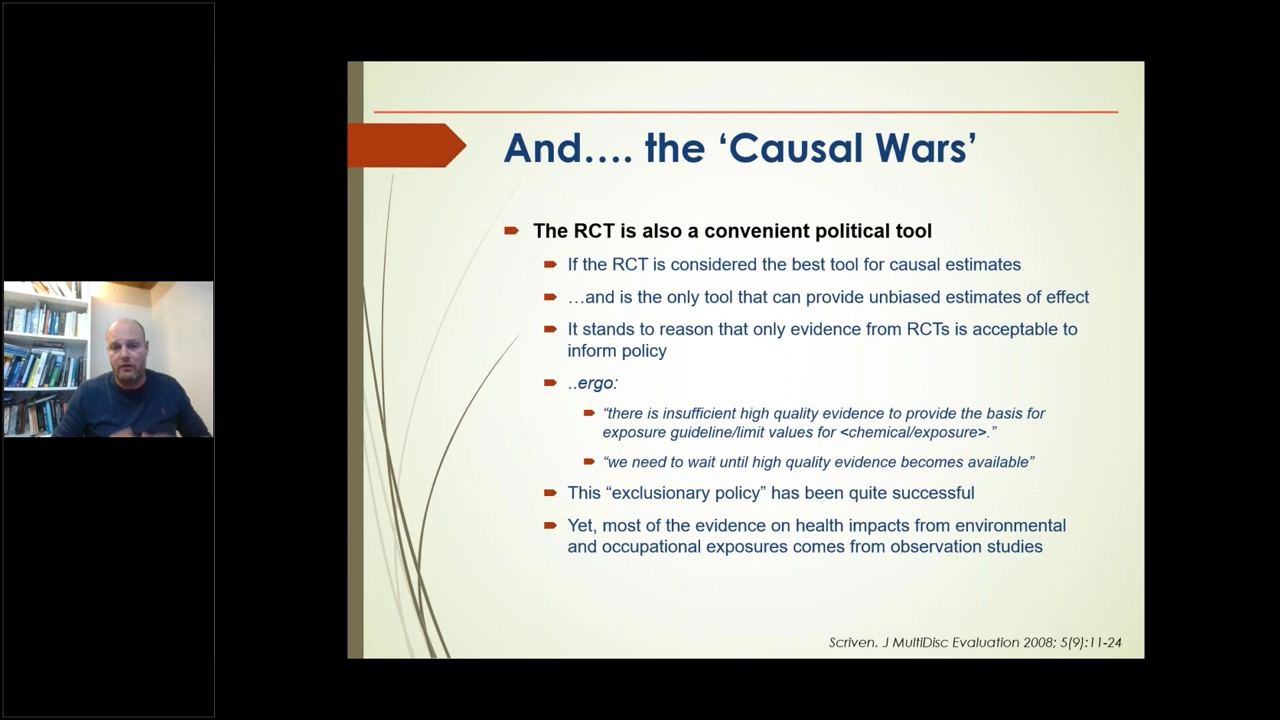 And…. the ‘Causal Wars’
The RCT is also a convenient political tool
If the RCT is considered the best tool for causal estimates
…and is the only tool that can provide unbiased estimates of effect
It stands to reason that only evidence from RCTs is acceptable to
inform policy
..ergo:
“there is insufficient high quality evidence to provide the basis for
exposure guideline/limit values for <chemical/exposure>.”
“we need to wait until high quality evidence becomes available”
This “exclusionary policy” has been quite successful
Yet, most of the evidence on health impacts from environmental
and occupational exposures comes from observation studies
Scriven. J MultiDisc Evaluation 2008; 5(9):11-24